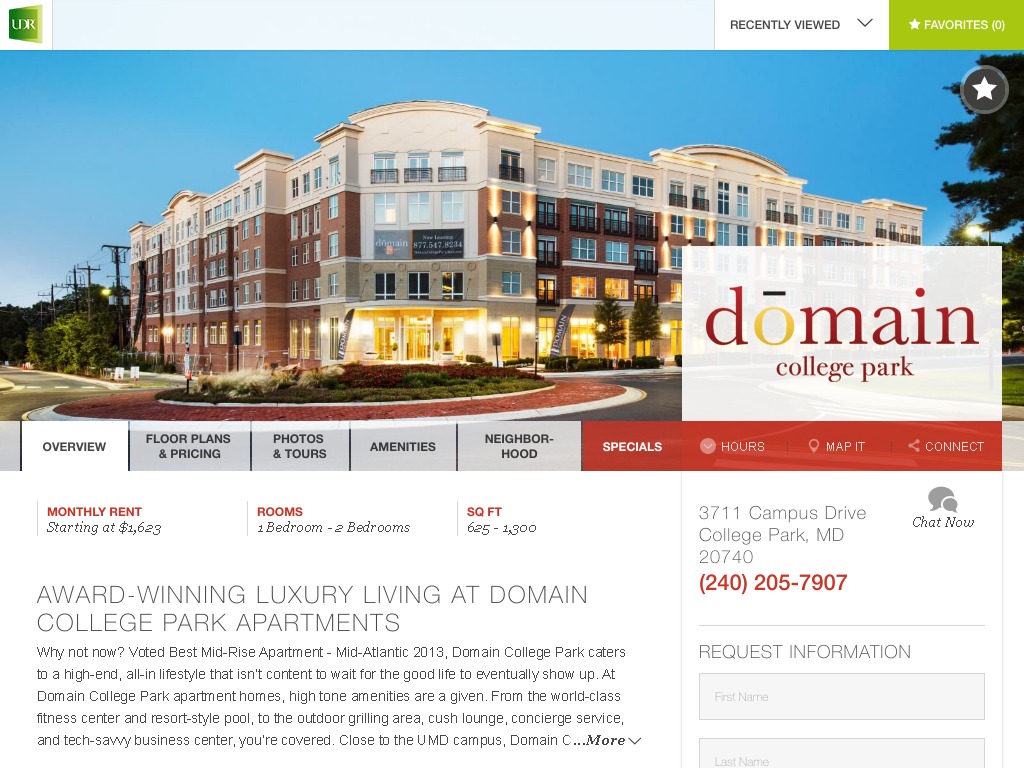 UDR
RECENTLY VIEWED
FAVORITES (0)
Now Leasing
dōmain
877.547.8234
DOMAIN
dōmain
college park
OVERVIEW
FLOOR PLANS
& PRICING
PHOTOS
& TOURS
AMENITIES
NEIGHBOR-
HOOD
SPECIALS
HOURS
MAP IT
CONNECT
MONTHLY RENT
Starting at $1,623
ROOMS
1 Bedroom - 2 Bedrooms
SQ FT
625 - 1,300
3711 Campus Drive
College Park, MD
20740
(240) 205-7907
Chat Now
AWARD-WINNING LUXURY LIVING AT DOMAIN
COLLEGE PARK APARTMENTS
Why not now? Voted Best Mid-Rise Apartment - Mid-Atlantic 2013, Domain College Park caters
to a high-end, all-in lifestyle that isn't content to wait for the good life to eventually show up. At
Domain College Park apartment homes, high tone amenities are a given. From the world-class
fitness center and resort-style pool, to the outdoor grilling area, cush lounge, concierge service,
and tech-savvy business center, you're covered. Close to the UMD campus, Domain C...More
REQUEST INFORMATION
First Name
Last Name